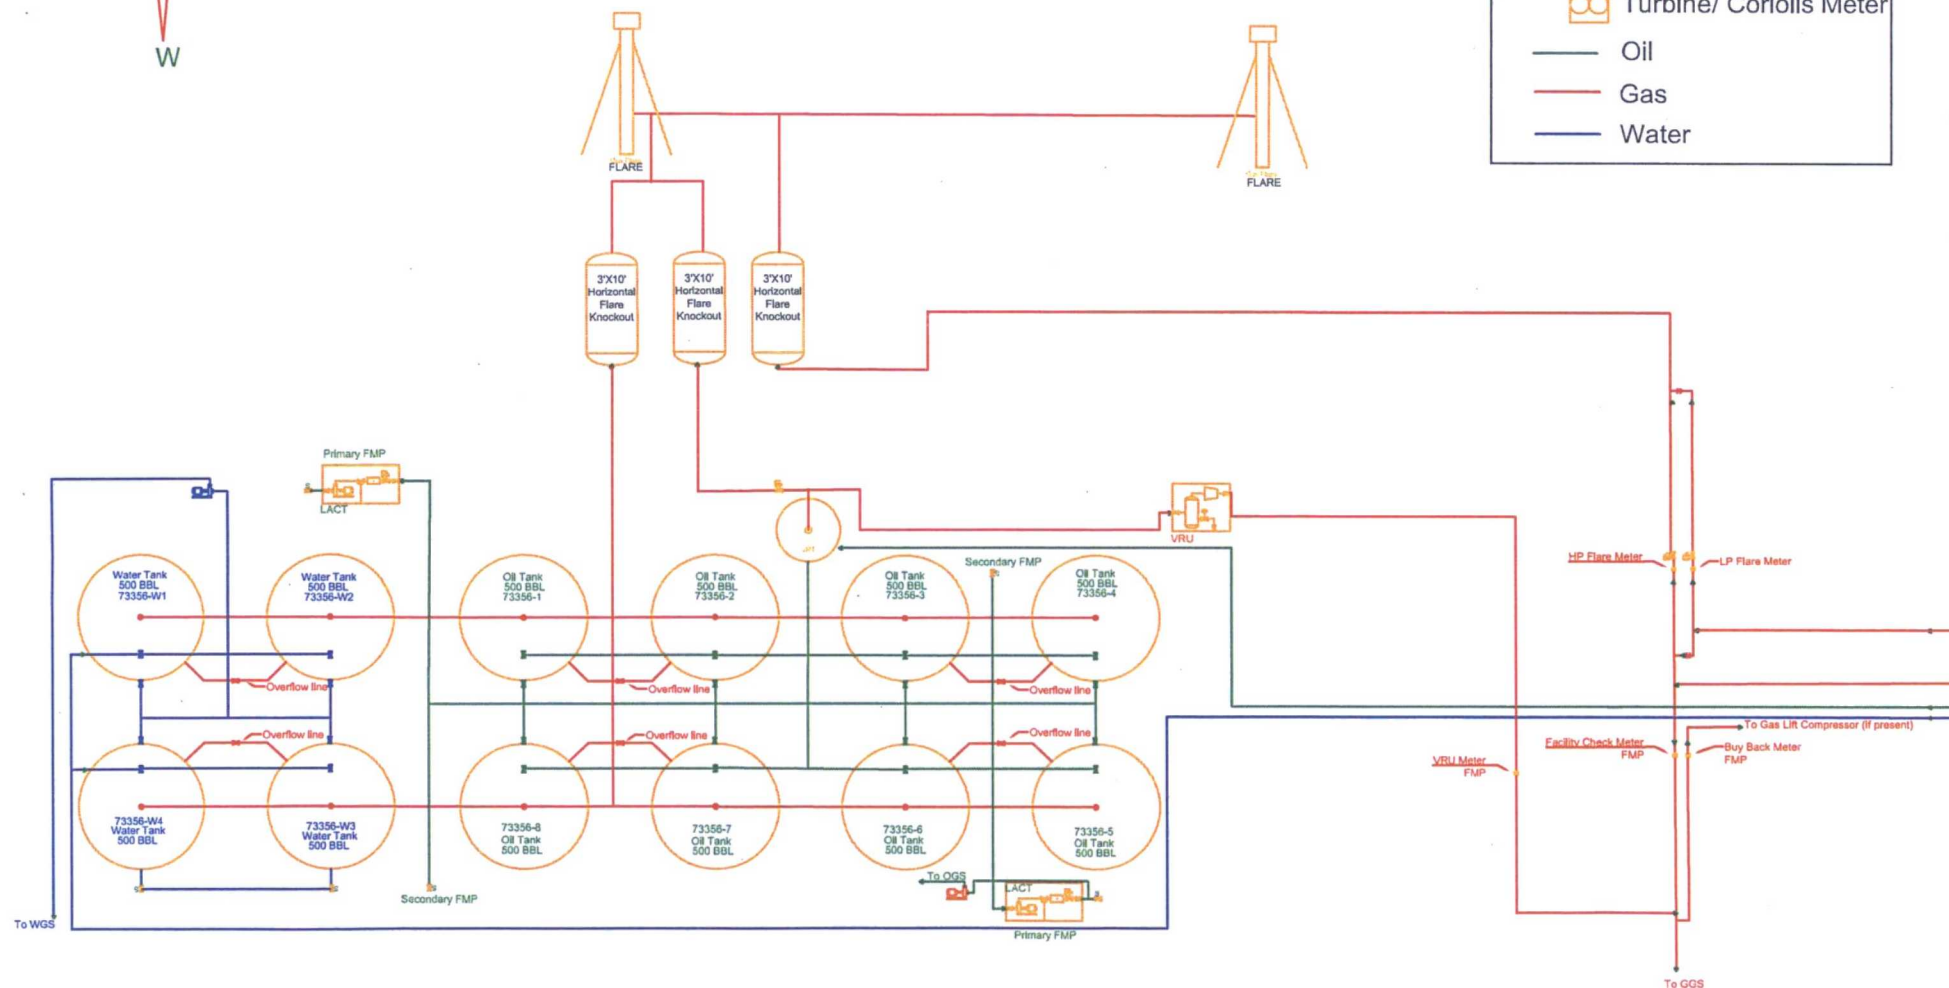 W
Turbine/ Coriolis Meter
Oil
Gas
Water
FLARE
FLARE
3'X10'
Horizontal
Flare
Knockout
3'X10'
Horizontal
Flare
Knockout
3'X10'
Horizontal
Flare
Knockout
Primary FMP
LACT
VRU
HP Flare Meter
LP Flare Meter
Secondary FMP
Water Tank
500 BBL
73356-W1
Water Tank
500 BBL
73356-W2
Oil Tank
500 BBL
73356-1
Oil Tank
500 BBL
73356-2
Oil Tank
500 BBL
73356-3
Oil Tank
500 BBL
73356-4
Overflow line
Overflow line
Overflow line
Overflow line
Overflow line
Overflow line
To Gas Lift Compressor (If present)
Facility Check Meter
FMP
Buy Back Meter
FMP
VRU Meter
FMP
73356-W4
Water Tank
500 BBL
73356-W3
Water Tank
500 BBL
73356-8
Oil Tank
500 BBL
73356-7
Oil Tank
500 BBL
73356-6
Oil Tank
500 BBL
73356-5
Oil Tank
500 BBL
To OGS
LACT
Secondary FMP
Primary FMP
To WGS
To GGS